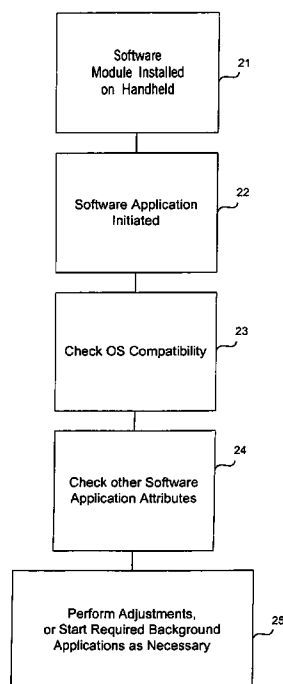 Software
Module Installed
on Handheld
21
Software Application
Initiated
22
Check OS Compatibility
23
Check other Software
Application Attributes
24
Perform Adjustments,
or Start Required Background
Applications as Necessary
25